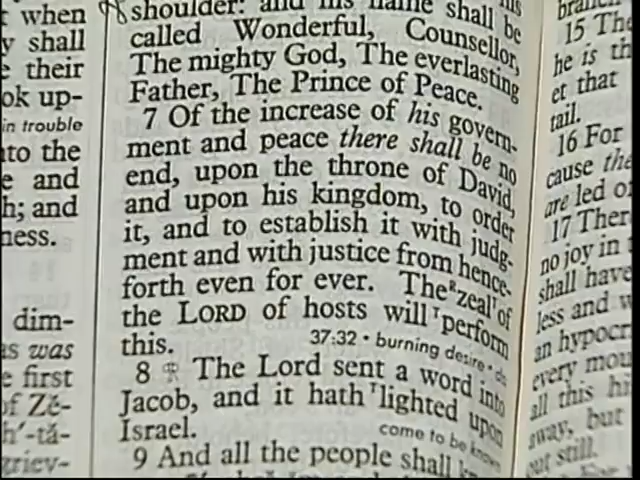 when
y shall
e their
ok up-
in trouble
to the
e and
h; and
ness.
dim-
as was
e first
of Zĕ-
h'-tă-
griev-
shoulder: and his name shall be
called Wonderful, Counsellor,
The mighty God, The everlasting
Father, The Prince of Peace.
7 Of the increase of his govern-
ment and peace there shall be no
end, upon the throne of David,
and upon his kingdom, to order
it, and to establish it with judg-
ment and with justice from hence-
forth even for ever. The ᴿzealᵀof
the LORD of hosts will ᵀperform
this. 37:32 • burning desire • do
8 The Lord sent a word into
Jacob, and it hath ᵀlighted upon
Israel. come to be known
9 And all the people shall
branch
15 The
he is th
et that
tail.
16 For
cause the
are led o
17 Ther
no joy in
shall have
less and w
an hypocr
every mou
all this hi
away, but
out still.